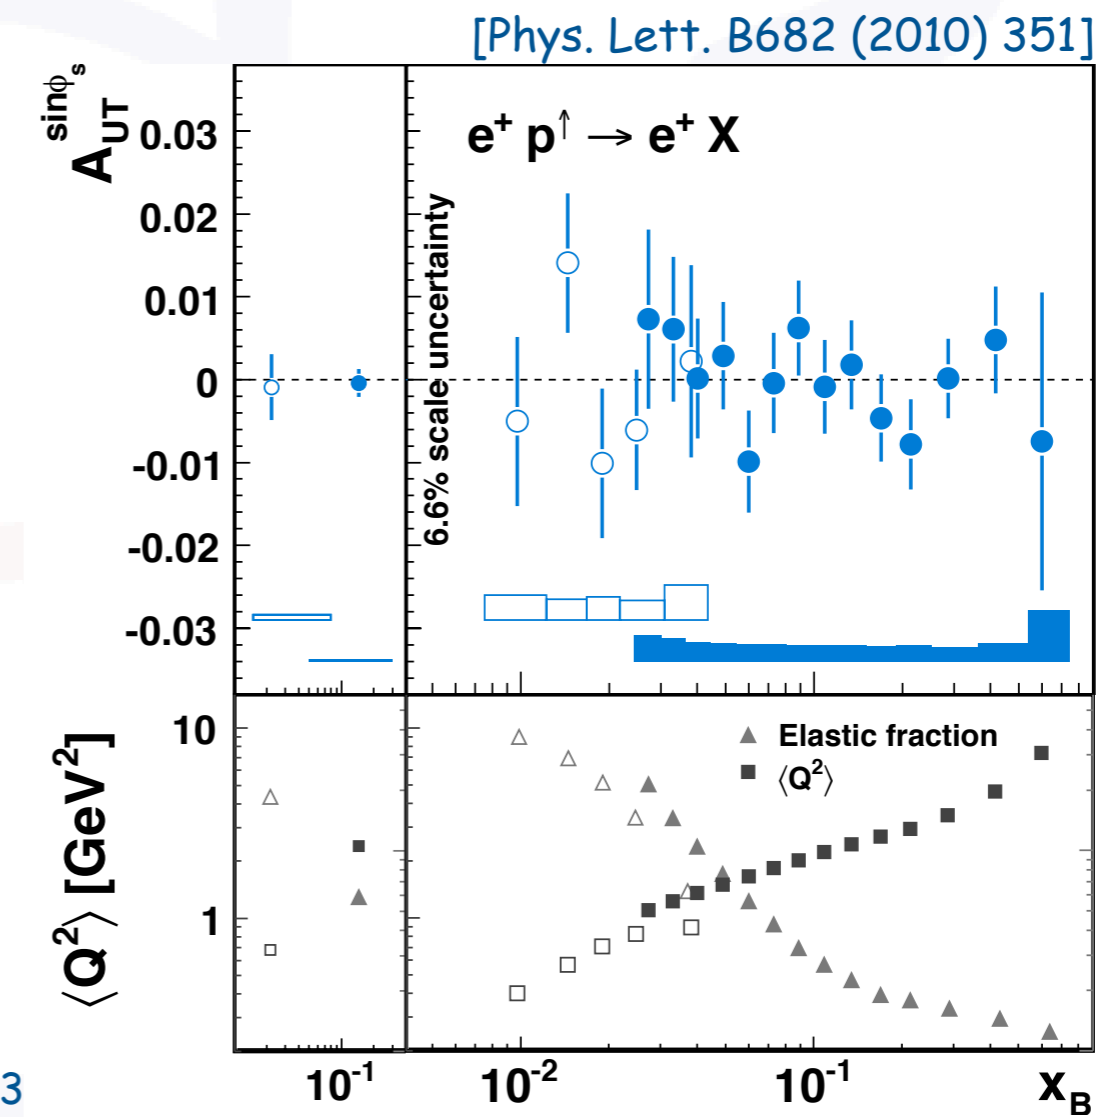 [Phys. Lett. B682 (2010) 351]
A_UT^sinϕ_s
0.03
0.02
0.01
0
-0.01
-0.02
-0.03
e⁺ p↑ → e⁺ X
6.6% scale uncertainty
⟨Q²⟩ [GeV²]
10
1
Elastic fraction
⟨Q²⟩
10⁻¹
10⁻²
10⁻¹
x_B
3